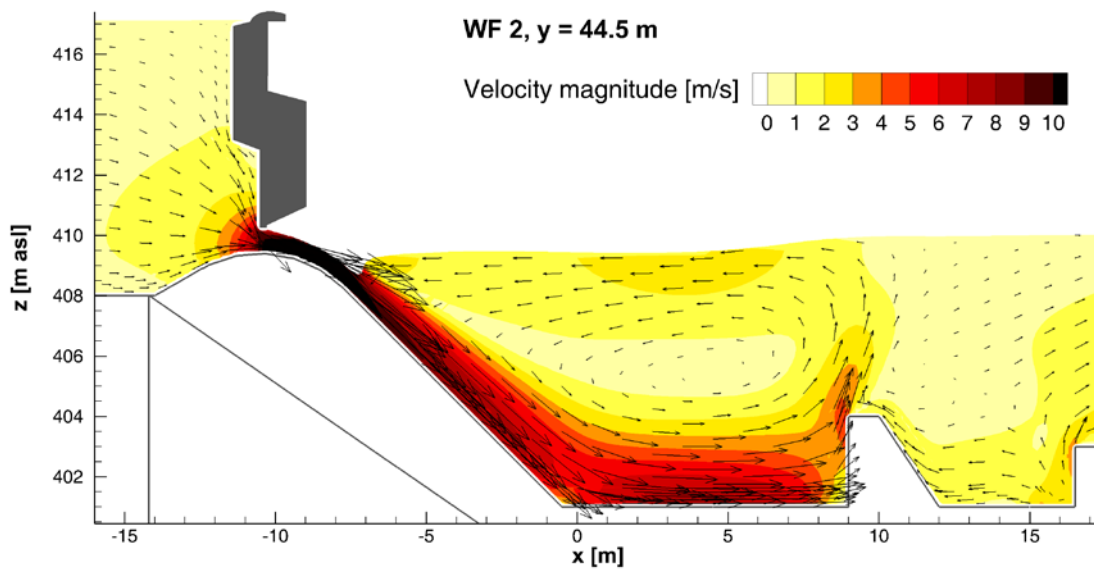 WF 2, y = 44.5 m
Velocity magnitude [m/s]
0 1 2 3 4 5 6 7 8 9 10
z [m asl]
416
414
412
410
408
406
404
402
-15 -10 -5 0 5 10 15
x [m]